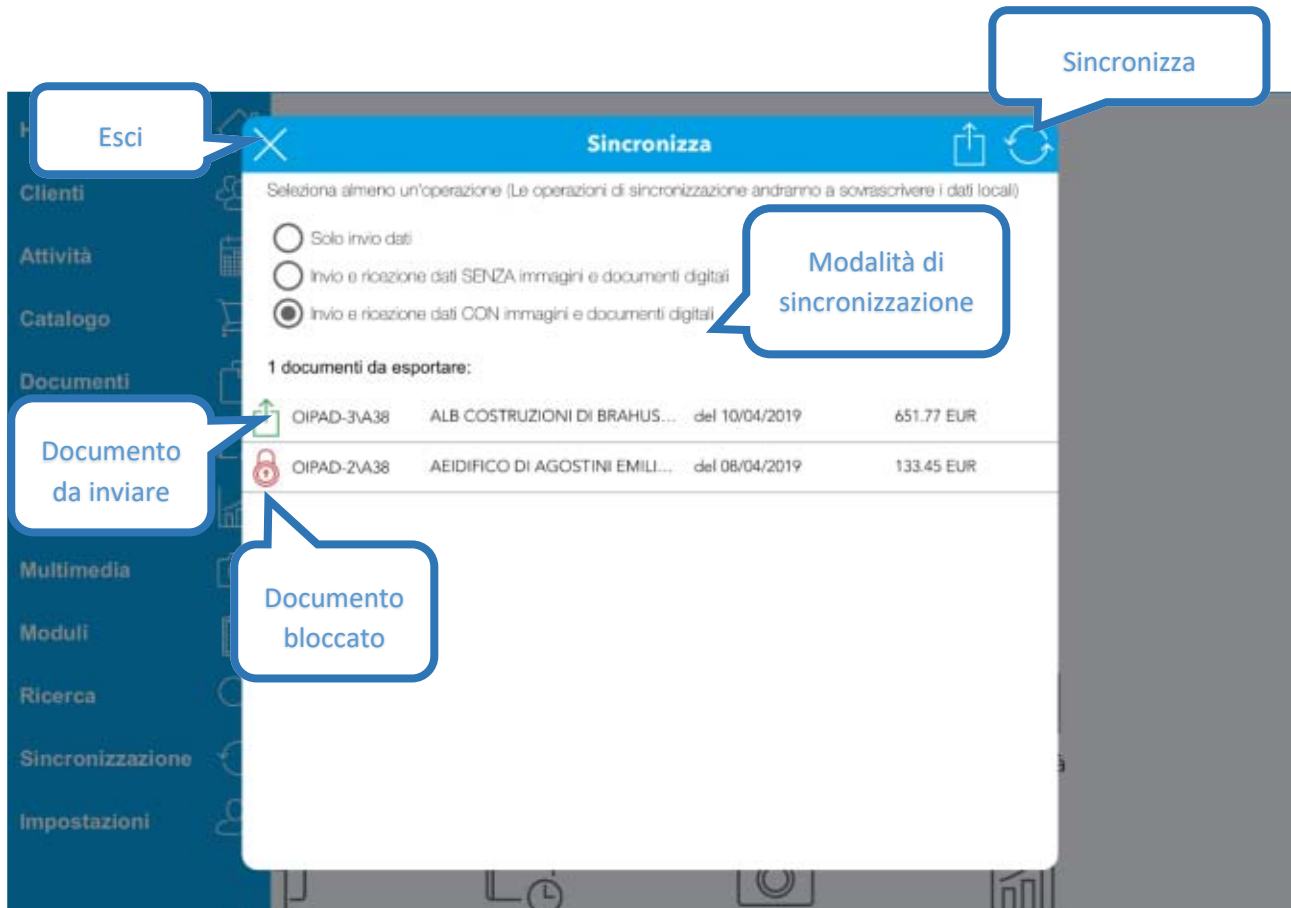 Sincronizza
Esci
Sincronizza
Clienti
Seleziona almeno un'operazione (Le operazioni di sincronizzazione andranno a sovrascrivere i dati locali)
Solo invio dati
Attività
Invio e ricezione dati SENZA immagini e documenti digitali
Modalità di
sincronizzazione
Catalogo
Invio e ricezione dati CON immagini e documenti digitali
1 documenti da esportare:
Documenti
OIPAD-3\A38 ALB COSTRUZIONI DI BRAHUS... del 10/04/2019 651.77 EUR
Documento
da inviare
OIPAD-2\A38 AEIDIFICO DI AGOSTINI EMILI... del 08/04/2019 133.45 EUR
Multimedia
Documento
bloccato
Moduli
Ricerca
Sincronizzazione
Impostazioni